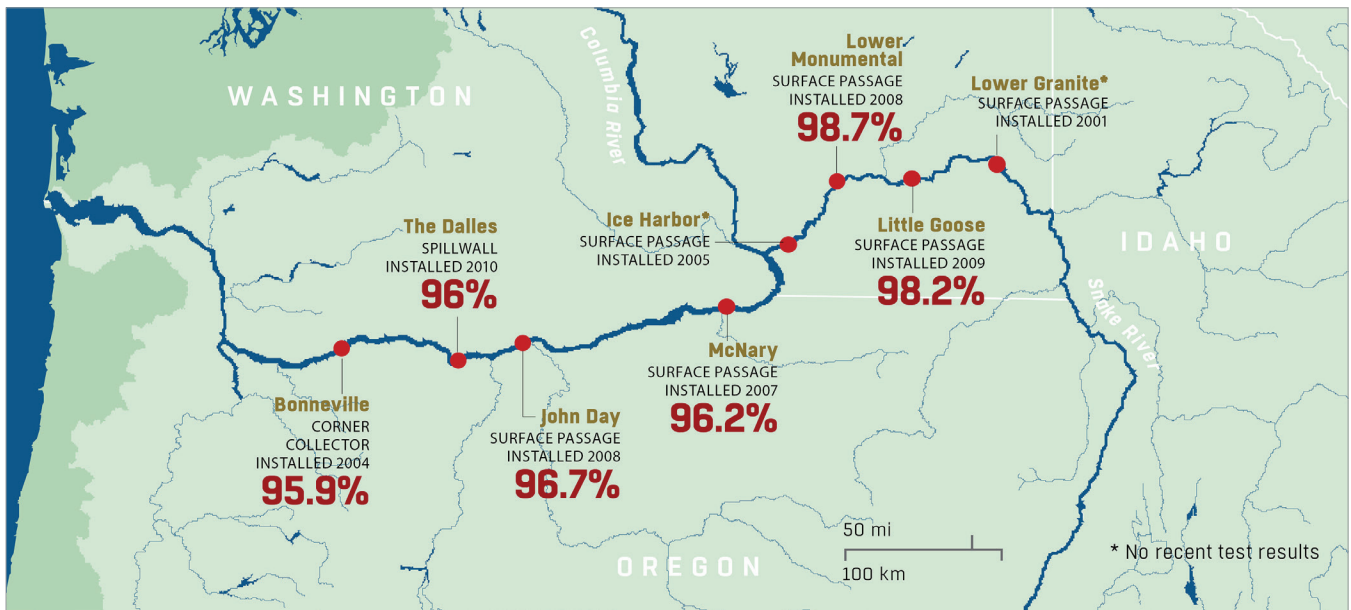 WASHINGTON
Columbia River
Lower
Monumental
SURFACE PASSAGE
INSTALLED 2008
98.7%
Lower Granite*
SURFACE PASSAGE
INSTALLED 2001
The Dalles
SPILLWALL
INSTALLED 2010
96%
Ice Harbor*
SURFACE PASSAGE
INSTALLED 2005
Little Goose
SURFACE PASSAGE
INSTALLED 2009
98.2%
IDAHO
Snake River
Bonneville
CORNER
COLLECTOR
INSTALLED 2004
95.9%
John Day
SURFACE PASSAGE
INSTALLED 2008
96.7%
McNary
SURFACE PASSAGE
INSTALLED 2007
96.2%
OREGON
50 mi
100 km
* No recent test results